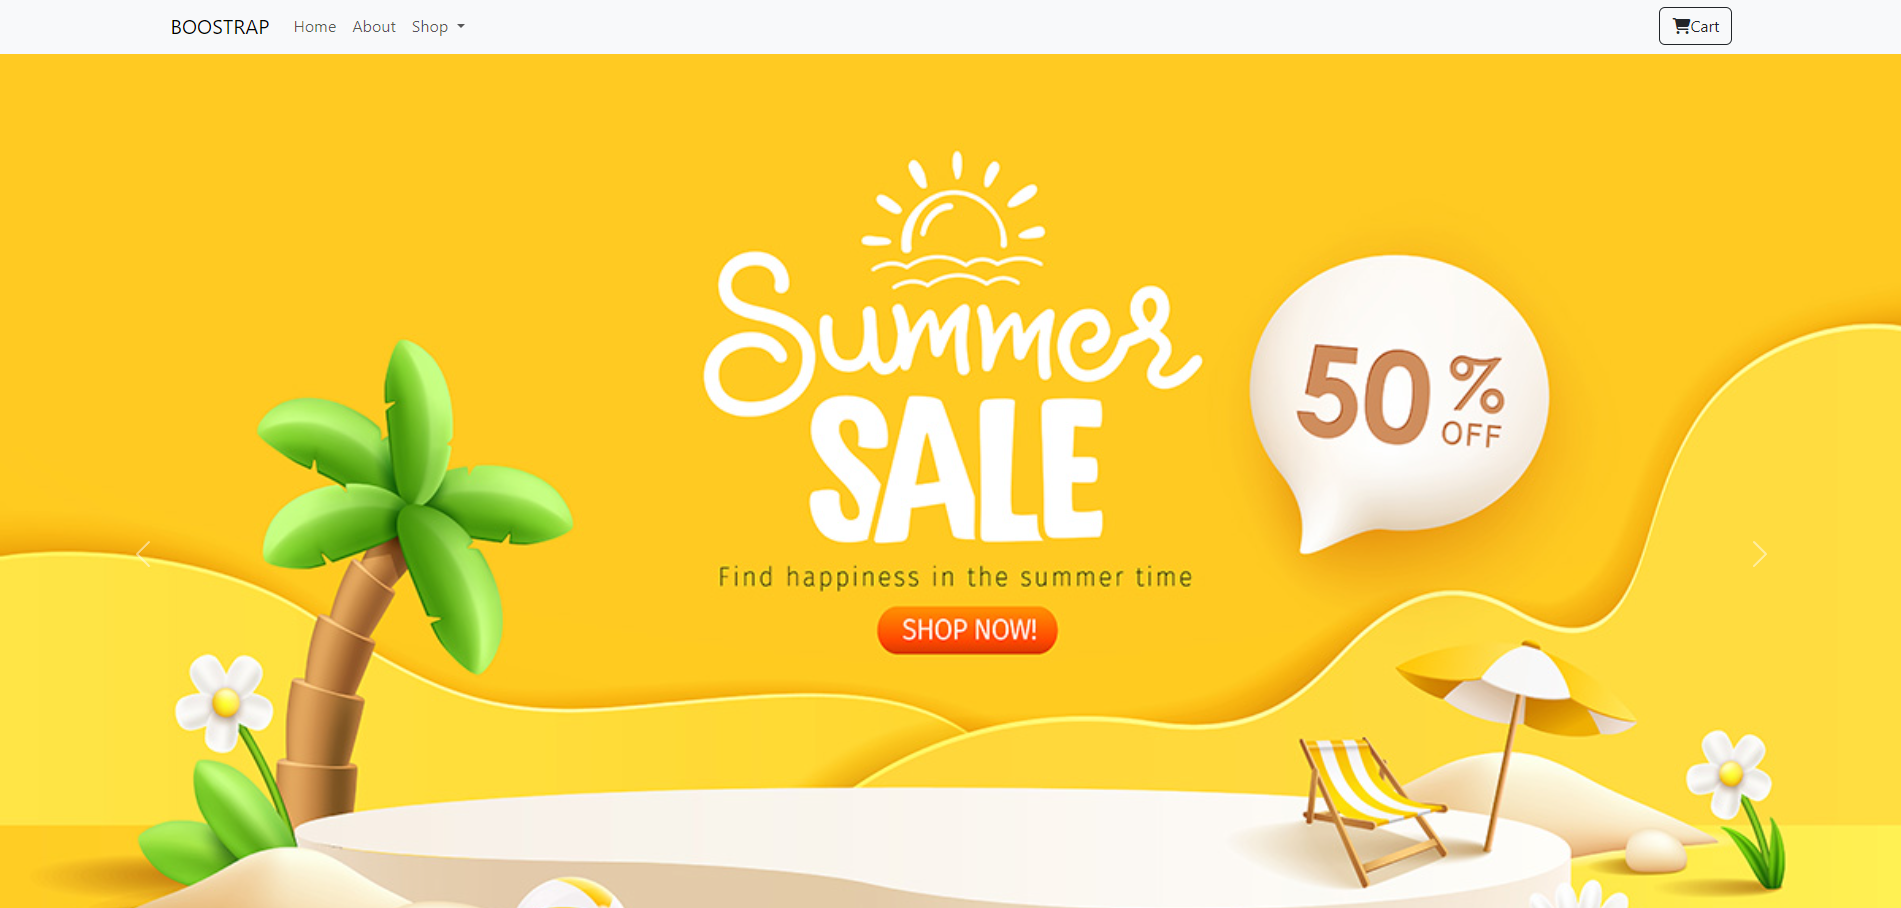 BOOSTRAP Home About Shop Cart
Summer
SALE
50%
OFF
Find happiness in the summer time
SHOP NOW!